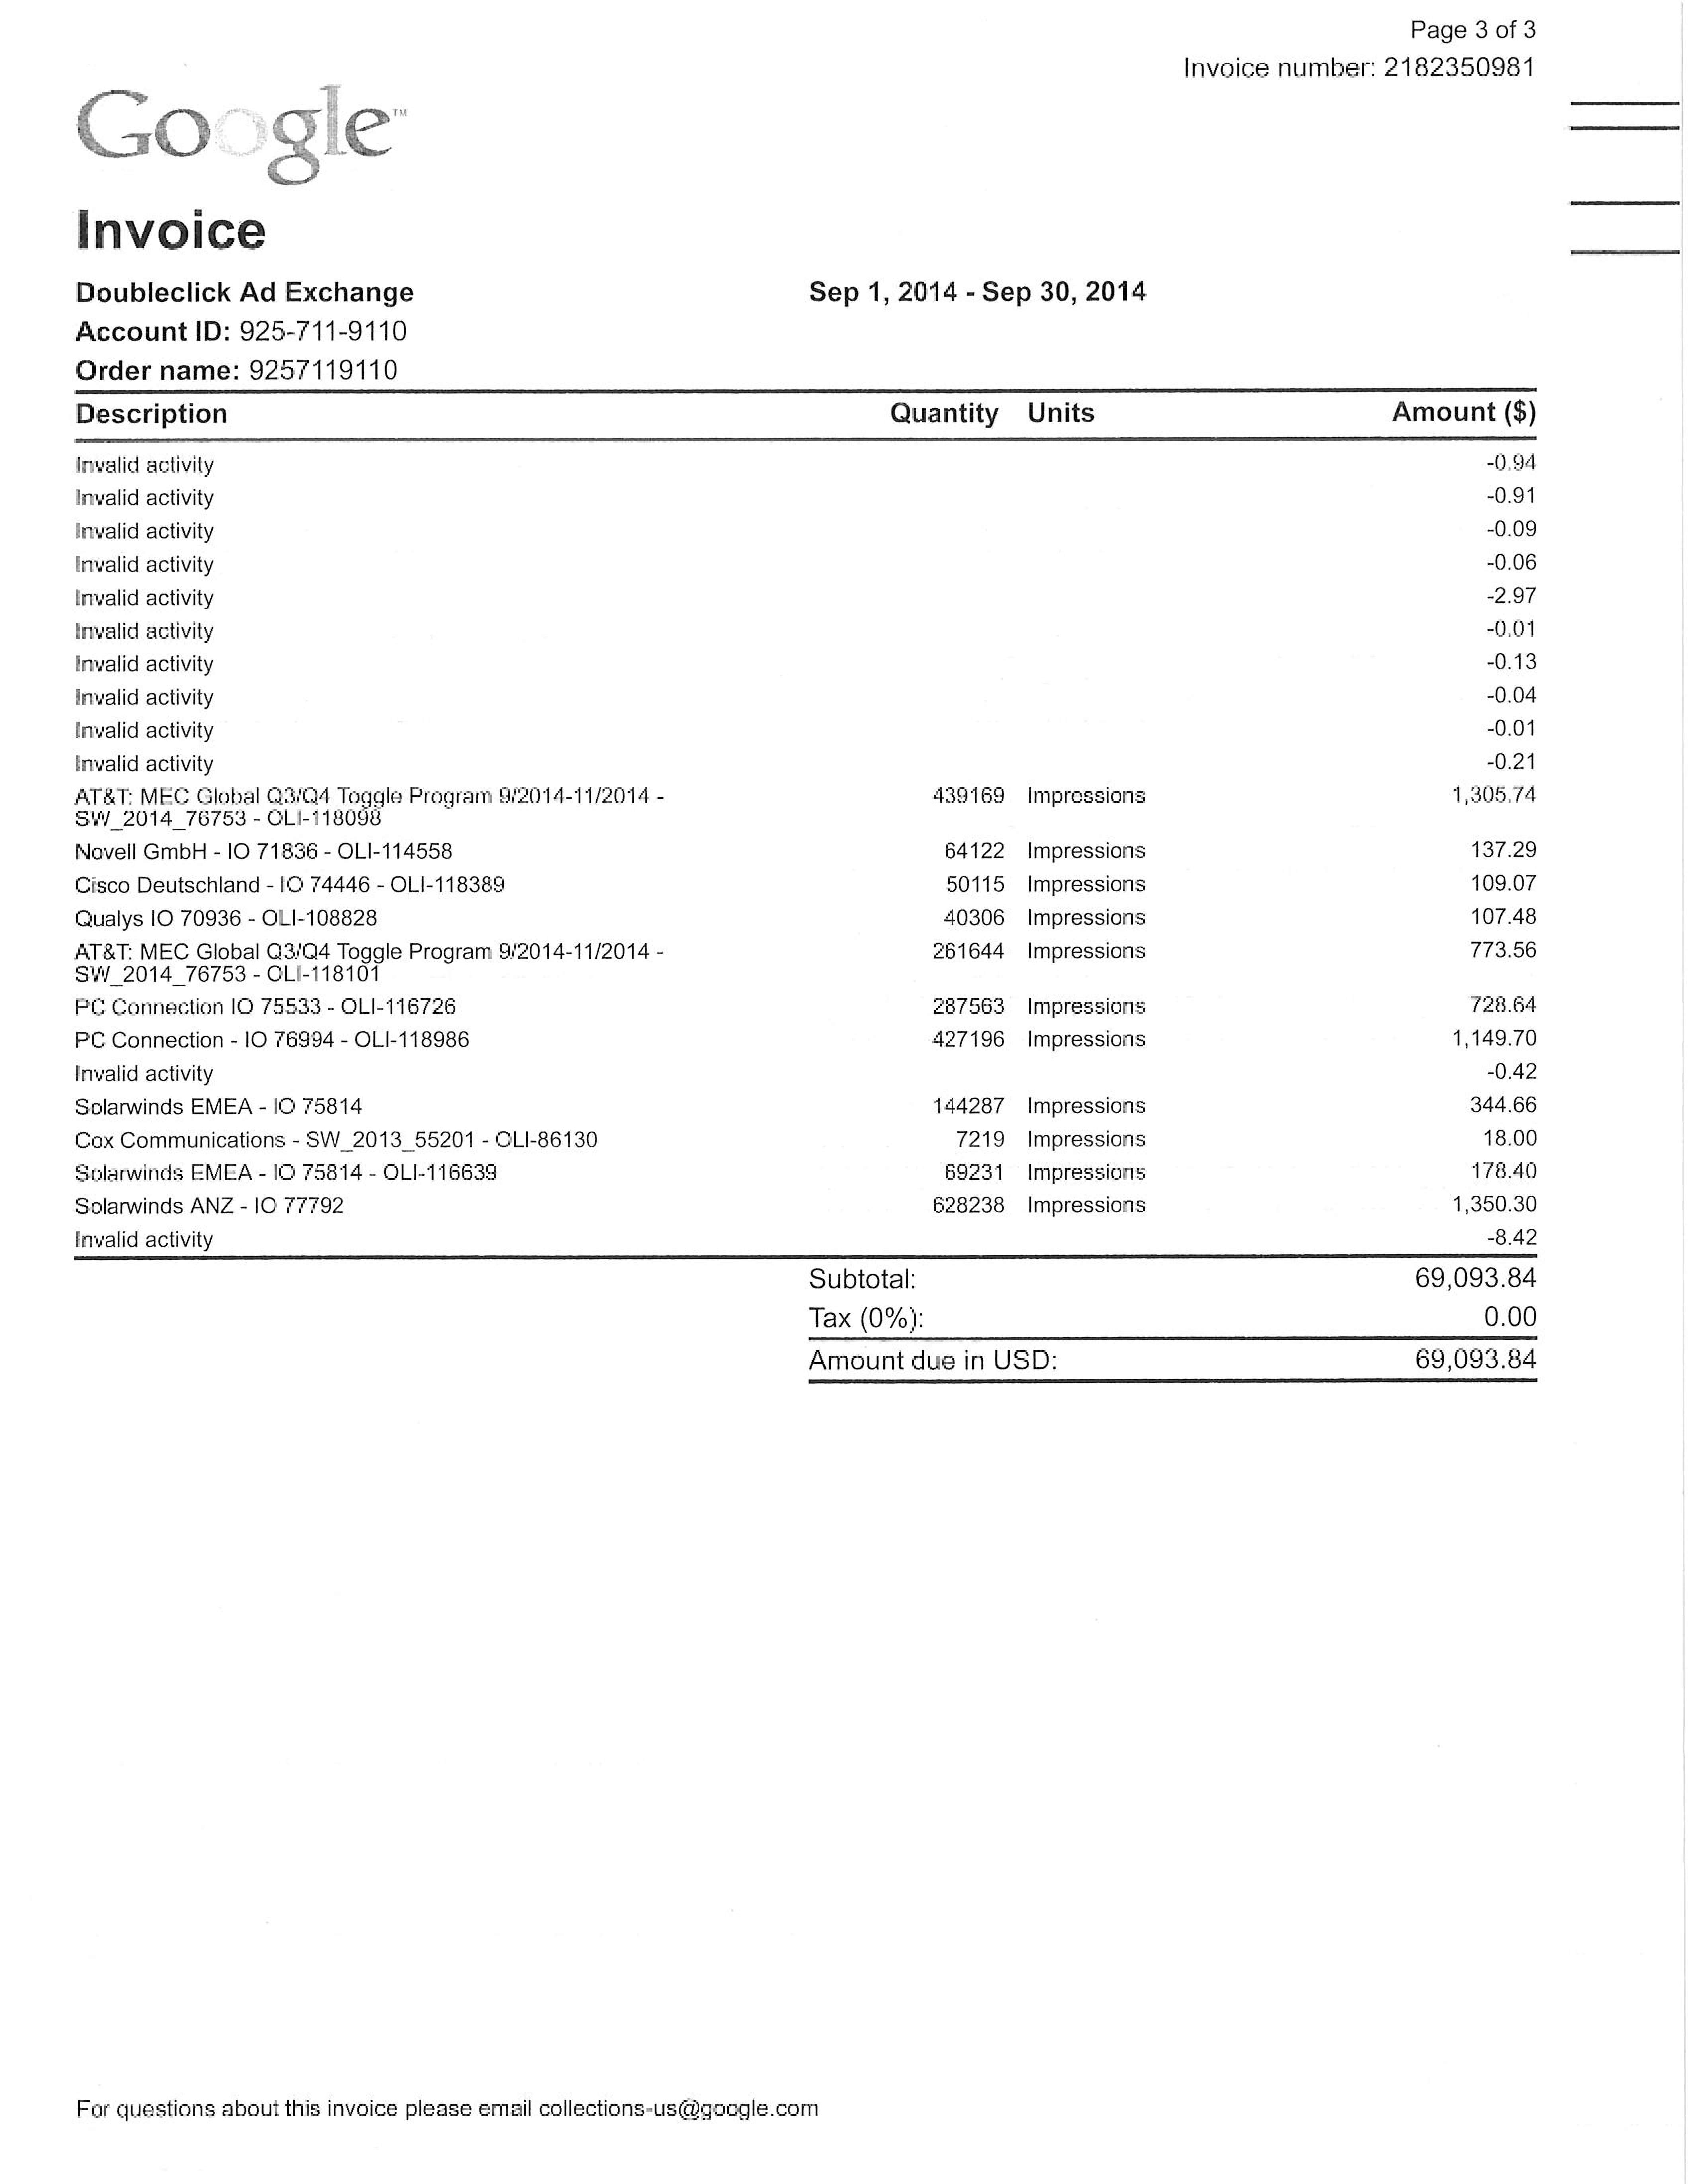 Page 3 of 3
Invoice number: 2182350981
Google™
Invoice
Doubleclick Ad Exchange Sep 1, 2014 - Sep 30, 2014
Account ID: 925-711-9110
Order name: 9257119110
Description Quantity Units Amount ($)
Invalid activity -0.94
Invalid activity -0.91
Invalid activity -0.09
Invalid activity -0.06
Invalid activity -2.97
Invalid activity -0.01
Invalid activity -0.13
Invalid activity -0.04
Invalid activity -0.01
Invalid activity -0.21
AT&T: MEC Global Q3/Q4 Toggle Program 9/2014-11/2014 - 439169 Impressions 1,305.74
SW_2014_76753 - OLI-118098
Novell GmbH - IO 71836 - OLI-114558 64122 Impressions 137.29
Cisco Deutschland - IO 74446 - OLI-118389 50115 Impressions 109.07
Qualys IO 70936 - OLI-108828 40306 Impressions 107.48
AT&T: MEC Global Q3/Q4 Toggle Program 9/2014-11/2014 - 261644 Impressions 773.56
SW_2014_76753 - OLI-118101
PC Connection IO 75533 - OLI-116726 287563 Impressions 728.64
PC Connection - IO 76994 - OLI-118986 427196 Impressions 1,149.70
Invalid activity -0.42
Solarwinds EMEA - IO 75814 144287 Impressions 344.66
Cox Communications - SW_2013_55201 - OLI-86130 7219 Impressions 18.00
Solarwinds EMEA - IO 75814 - OLI-116639 69231 Impressions 178.40
Solarwinds ANZ - IO 77792 628238 Impressions 1,350.30
Invalid activity -8.42
Subtotal: 69,093.84
Tax (0%): 0.00
Amount due in USD: 69,093.84
For questions about this invoice please email collections-us@google.com